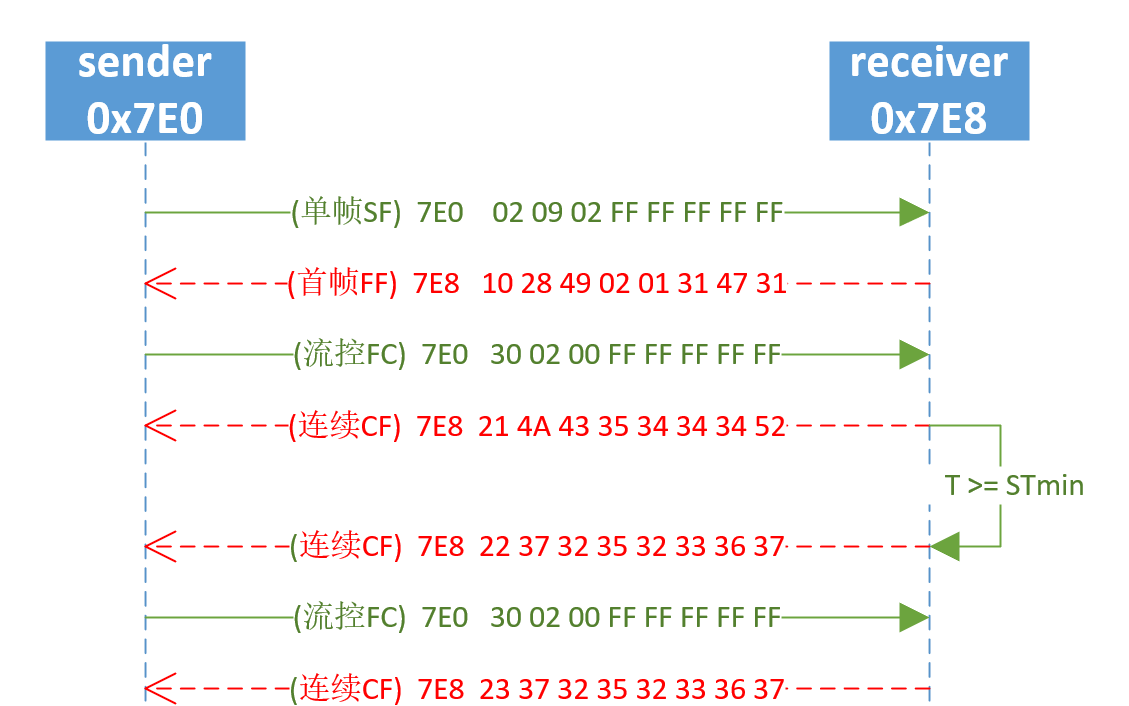 sender
0x7E0
receiver
0x7E8
(单帧SF) 7E0 02 09 02 FF FF FF FF FF
(首帧FF) 7E8 10 28 49 02 01 31 47 31
(流控FC) 7E0 30 02 00 FF FF FF FF FF
(连续CF) 7E8 21 4A 43 35 34 34 34 52
T >= STmin
(连续CF) 7E8 22 37 32 35 32 33 36 37
(流控FC) 7E0 30 02 00 FF FF FF FF FF
(连续CF) 7E8 23 37 32 35 32 33 36 37